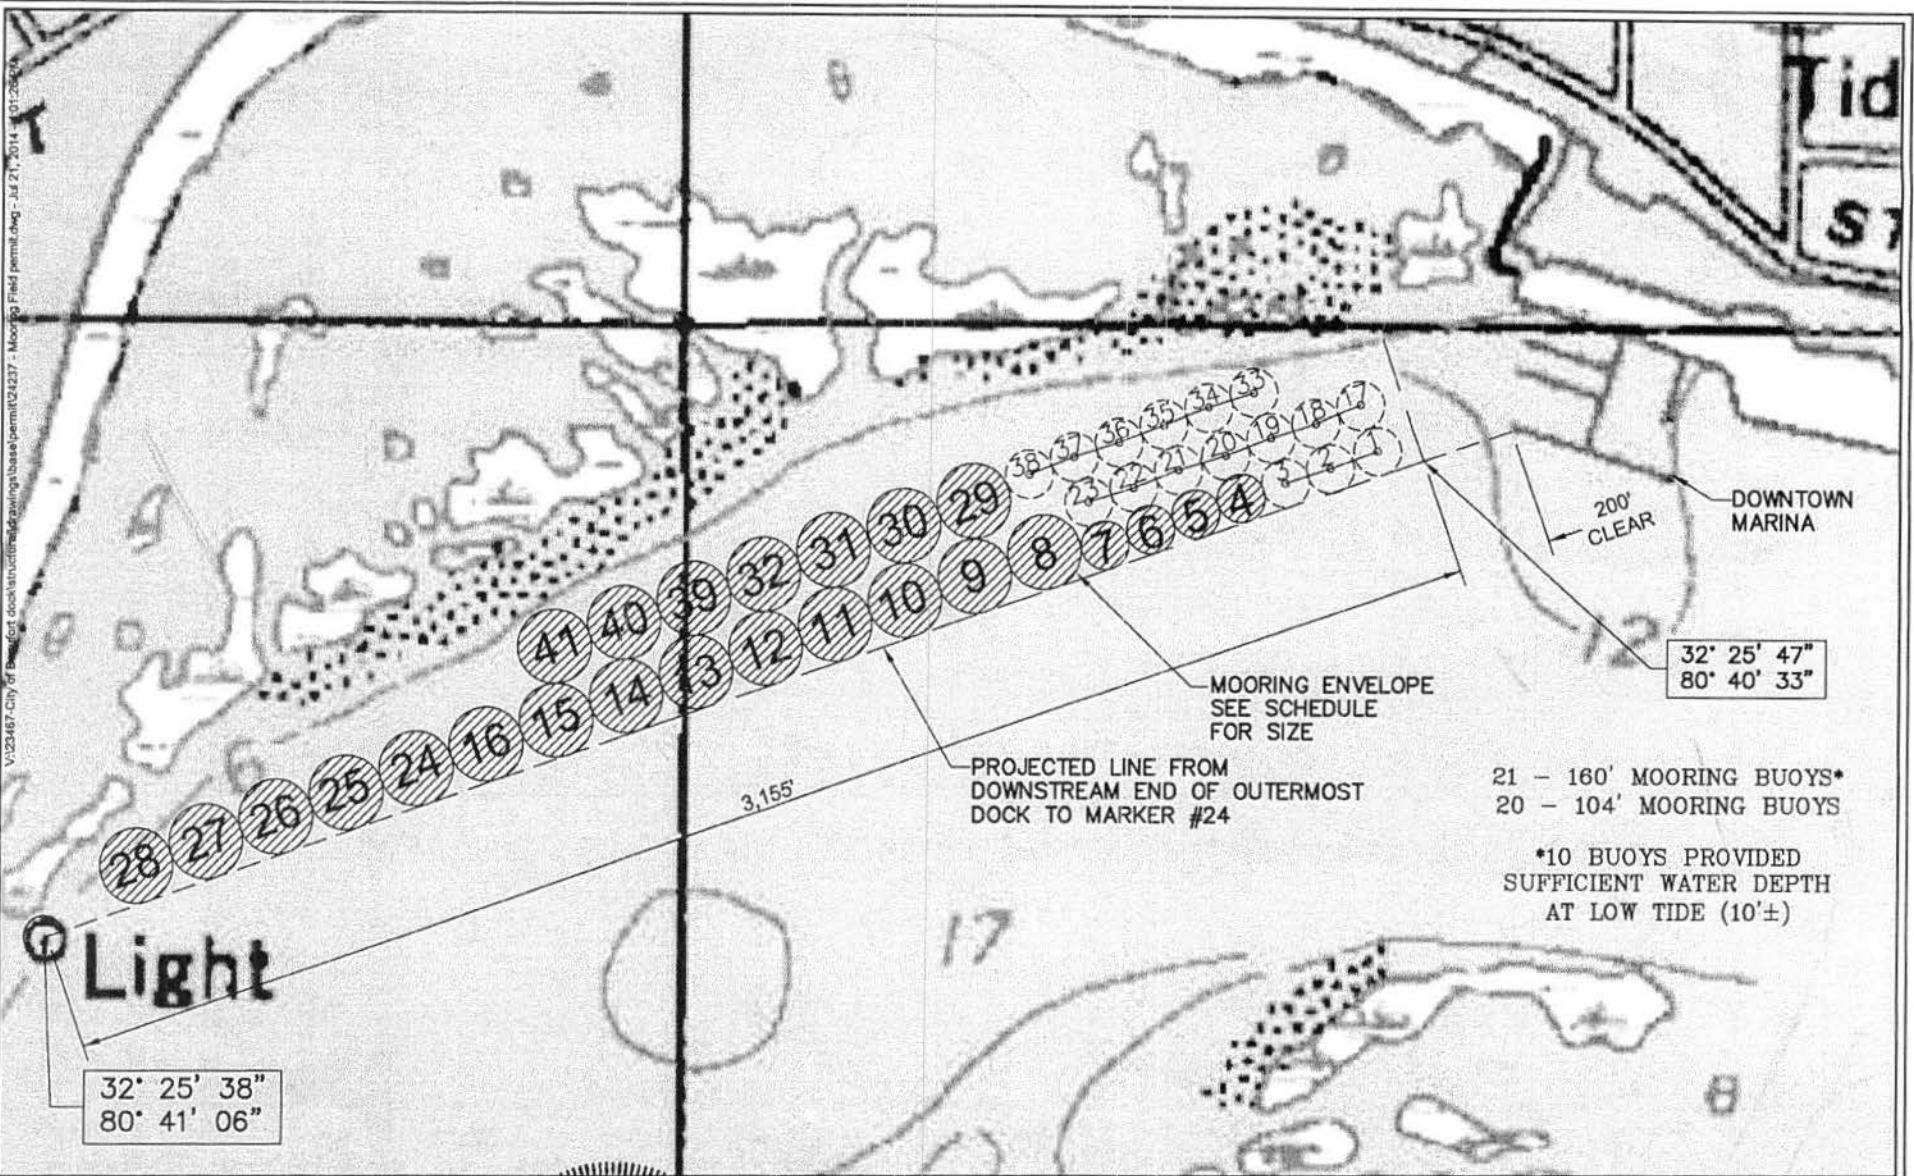 Tid
ST
33
34
35
36
37
38
17
18
19
20
21
22
23
1
2
3
4
5
6
7
8
9
10
11
12
13
14
15
16
24
25
26
27
28
29
30
31
32
39
40
41
200'
CLEAR
DOWNTOWN
MARINA
12
32° 25' 47"
80° 40' 33"
MOORING ENVELOPE
SEE SCHEDULE
FOR SIZE
PROJECTED LINE FROM
DOWNSTREAM END OF OUTERMOST
DOCK TO MARKER #24
3,155'
21 - 160' MOORING BUOYS*
20 - 104' MOORING BUOYS
*10 BUOYS PROVIDED
SUFFICIENT WATER DEPTH
AT LOW TIDE (10'±)
6
17
8
Light
32° 25' 38"
80° 41' 06"